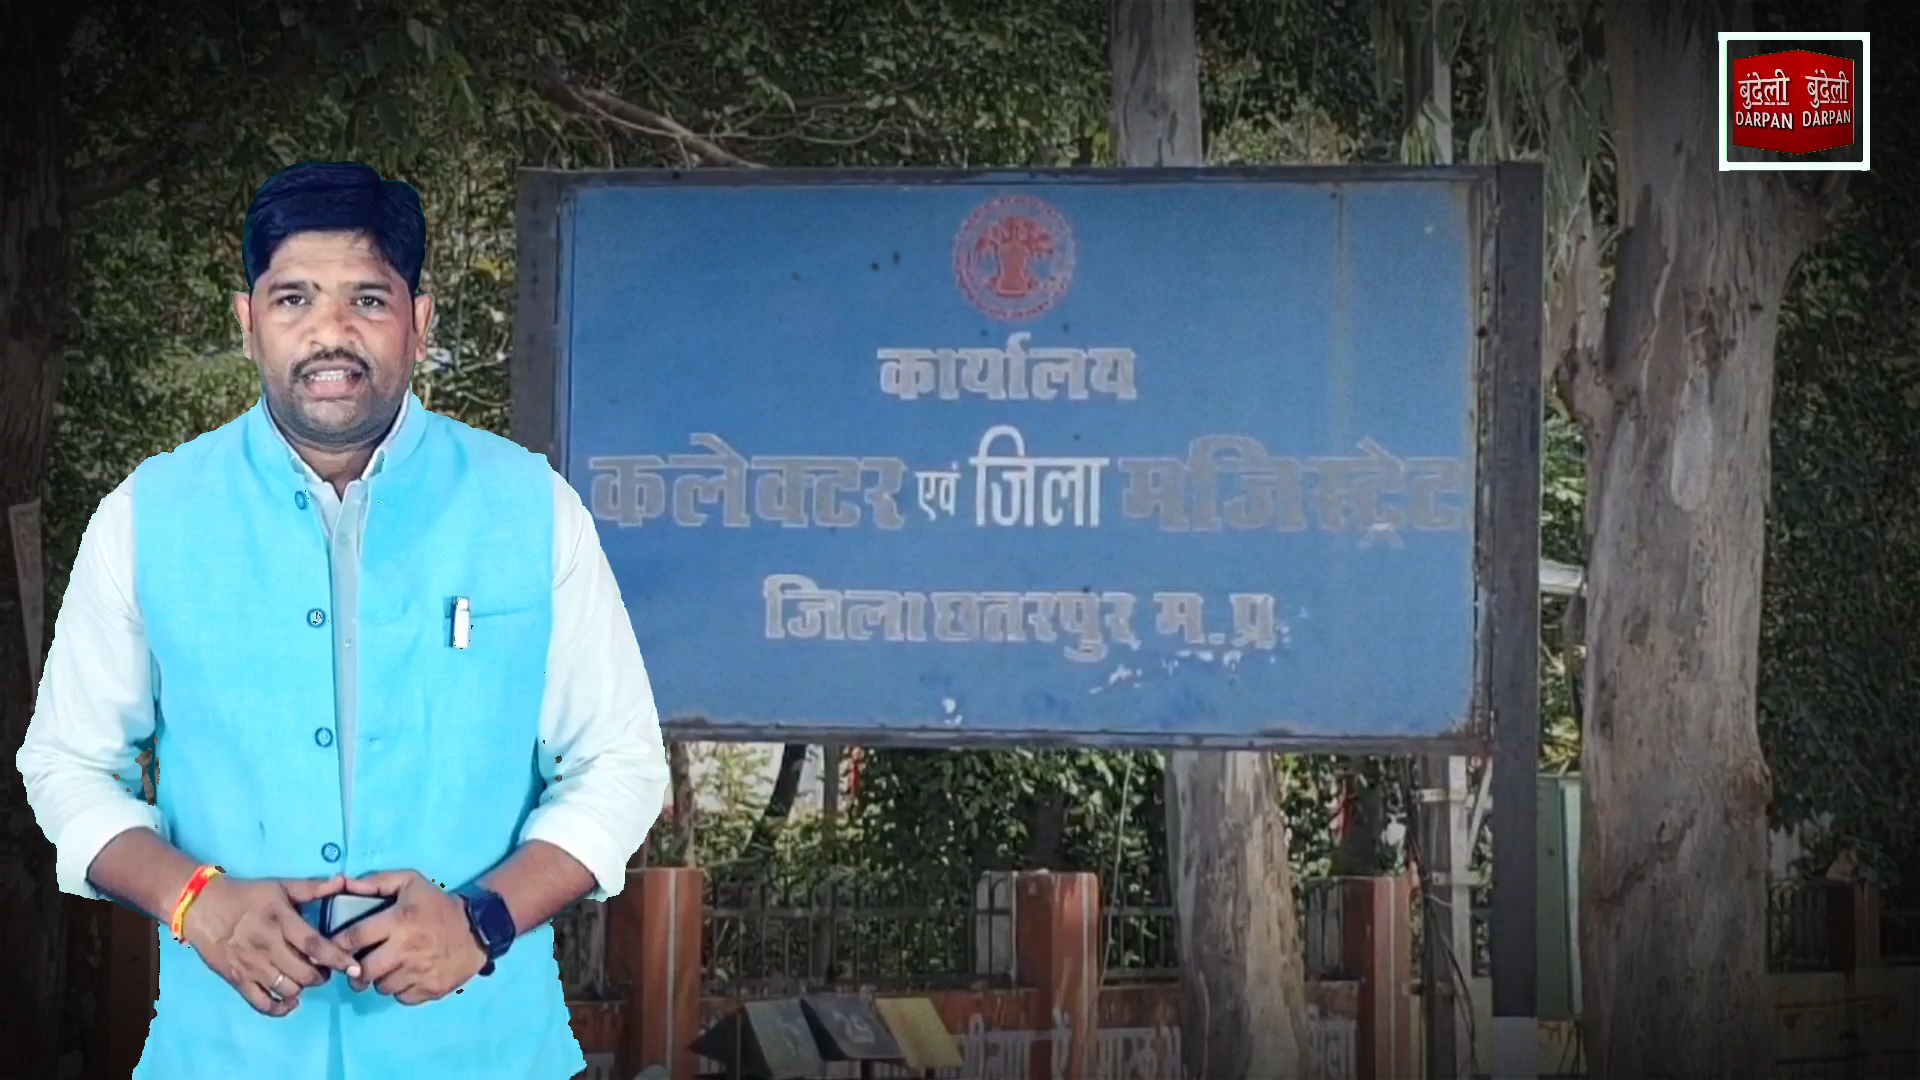 बुंदेली बुंदेली
DARPAN DARPAN
कार्यालय
कलेक्टर एवं जिला मजिस्ट्रेट
जिला छतरपुर म. प्र.